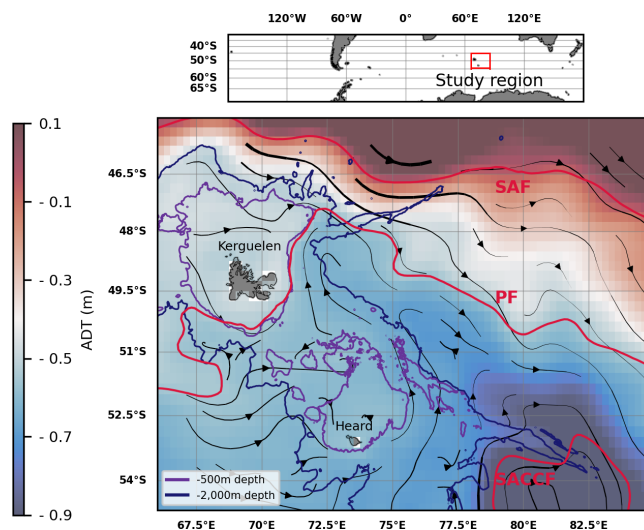 120°W 60°W 0° 60°E 120°E
40°S
50°S
60°S
65°S
Study region
0.1
- 0.1
- 0.3
- 0.5
- 0.7
- 0.9
ADT (m)
46.5°S
48°S
49.5°S
51°S
52.5°S
54°S
SAF
Kerguelen
PF
Heard
SACCF
-500m depth
-2,000m depth
67.5°E 70°E 72.5°E 75°E 77.5°E 80°E 82.5°E